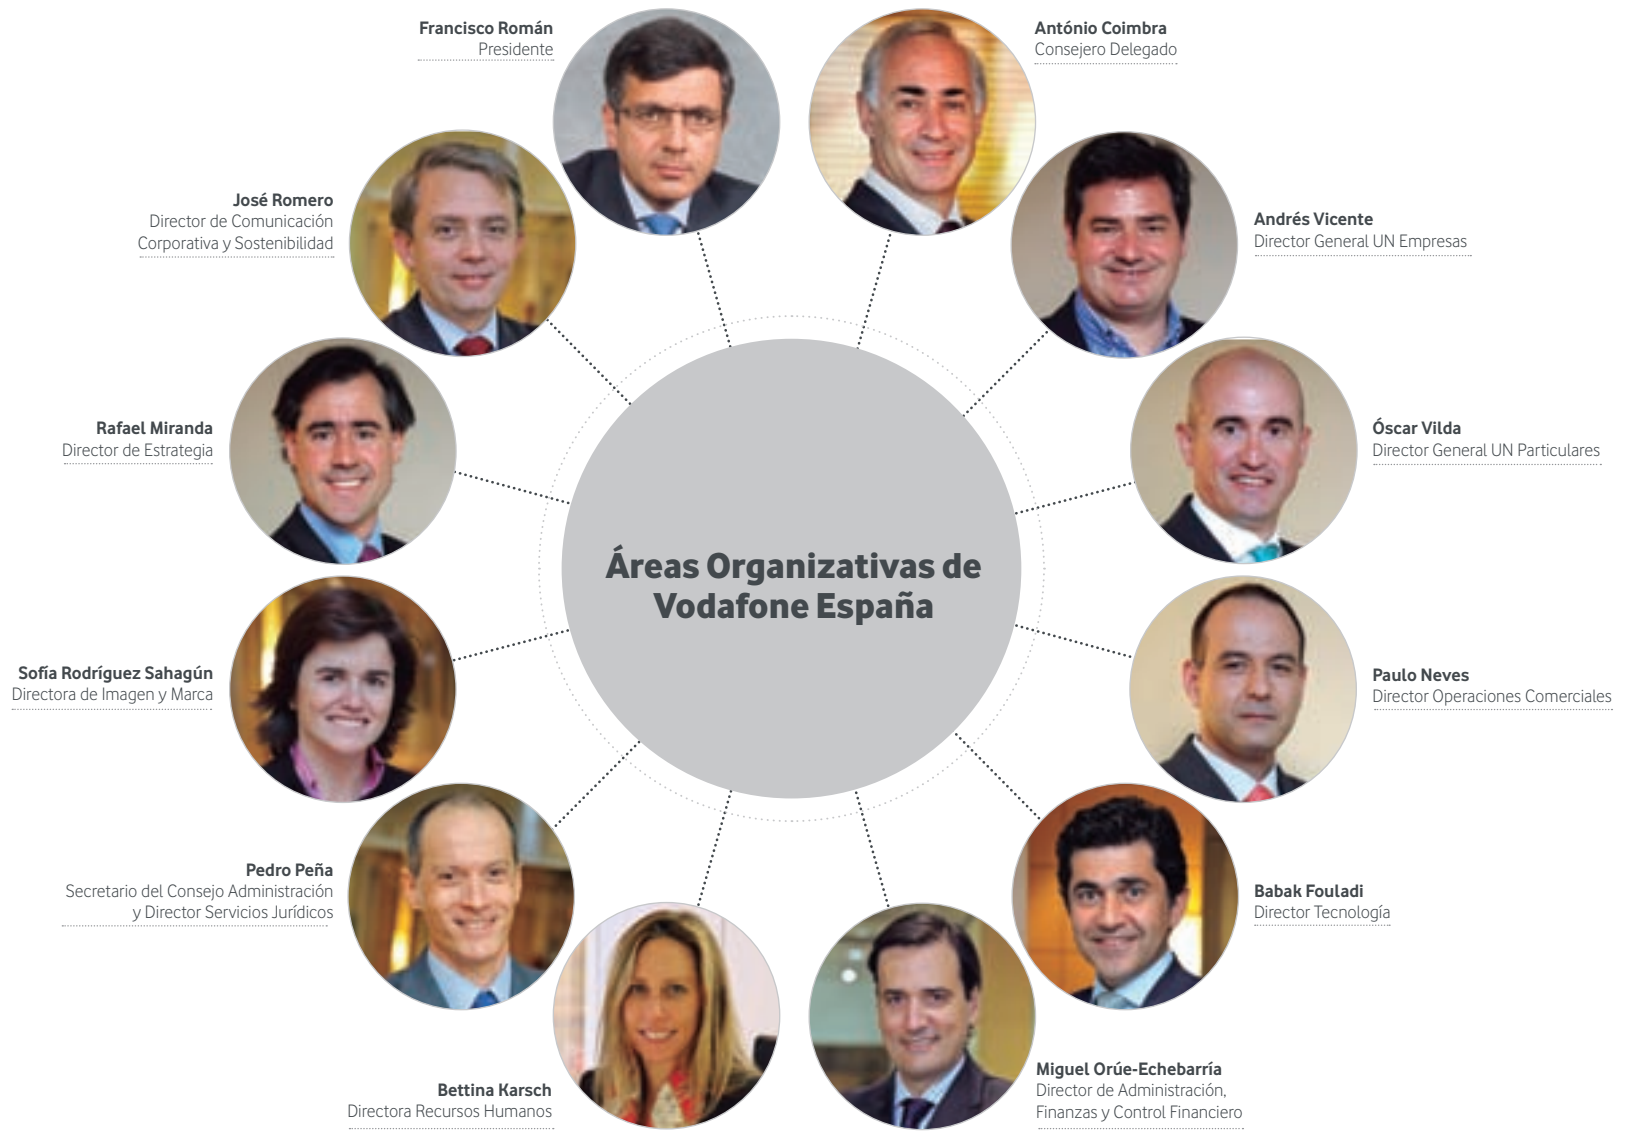 Francisco Román
Presidente
António Coimbra
Consejero Delegado
José Romero
Director de Comunicación
Corporativa y Sostenibilidad
Andrés Vicente
Director General UN Empresas
Rafael Miranda
Director de Estrategia
Óscar Vilda
Director General UN Particulares
Áreas Organizativas de
Vodafone España
Sofía Rodríguez Sahagún
Directora de Imagen y Marca
Paulo Neves
Director Operaciones Comerciales
Pedro Peña
Secretario del Consejo Administración
y Director Servicios Jurídicos
Babak Fouladi
Director Tecnología
Bettina Karsch
Directora Recursos Humanos
Miguel Orúe-Echebarría
Director de Administración,
Finanzas y Control Financiero